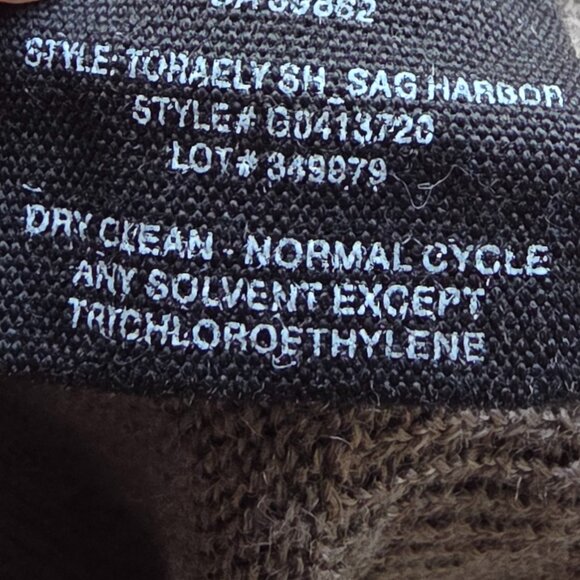 STYLE: TORAELY SH_SAG HARBOR
STYLE# G0413720
LOT# 349879
DRY CLEAN - NORMAL CYCLE
ANY SOLVENT EXCEPT
TRICHLOROETHYLENE